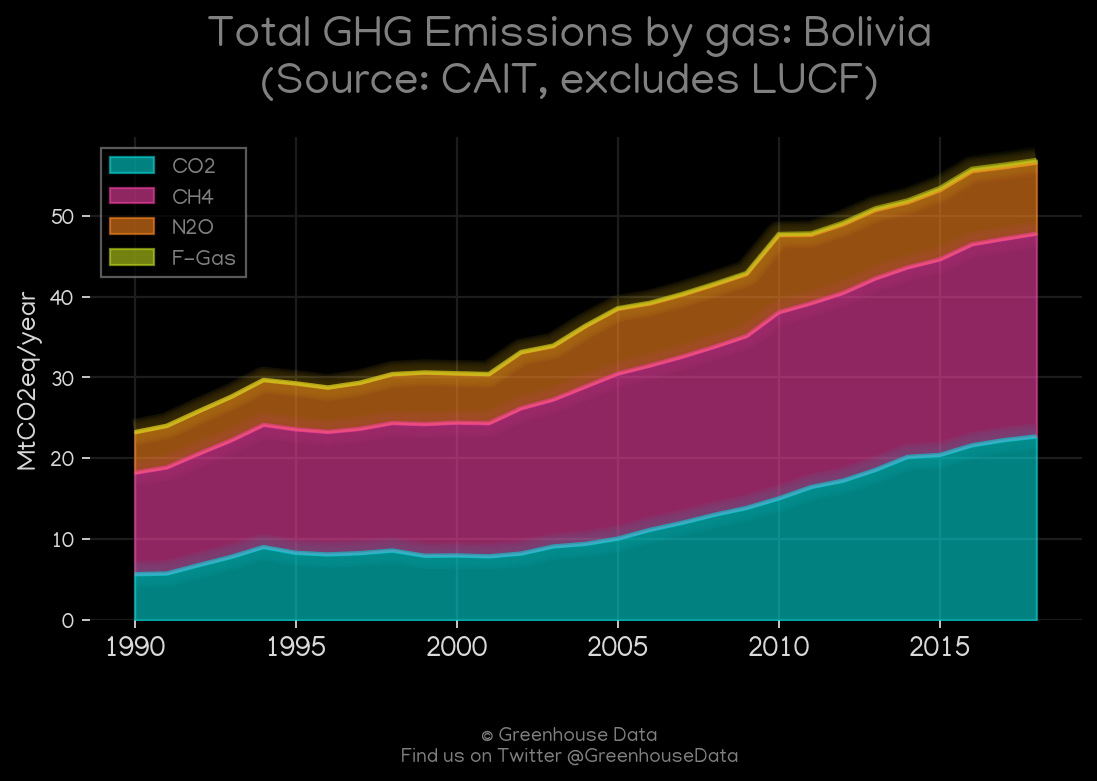 Total GHG Emissions by gas: Bolivia
(Source: CAIT, excludes LUCF)
CO2
CH4
N2O
F-Gas
MtCO2eq/year
50
40
30
20
10
0
1990 1995 2000 2005 2010 2015
© Greenhouse Data
Find us on Twitter @GreenhouseData